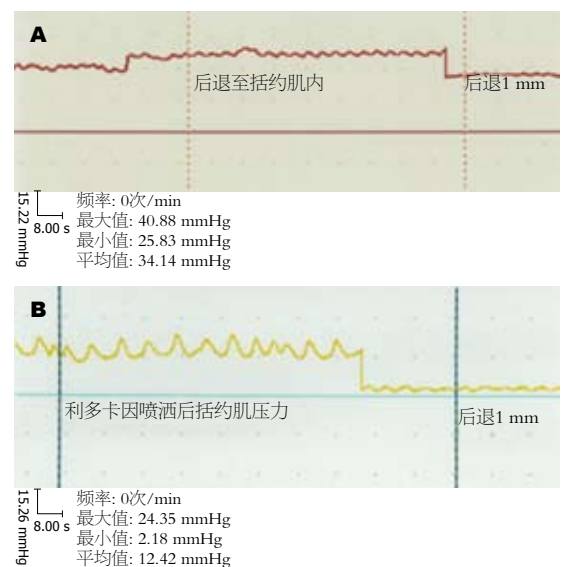 A
后退至括约肌内
后退1 mm
15.22 mmHg
8.00 s
频率: 0次/min
最大值: 40.88 mmHg
最小值: 25.83 mmHg
平均值: 34.14 mmHg
B
利多卡因喷洒后括约肌压力
后退1 mm
15.26 mmHg
8.00 s
频率: 0次/min
最大值: 24.35 mmHg
最小值: 2.18 mmHg
平均值: 12.42 mmHg